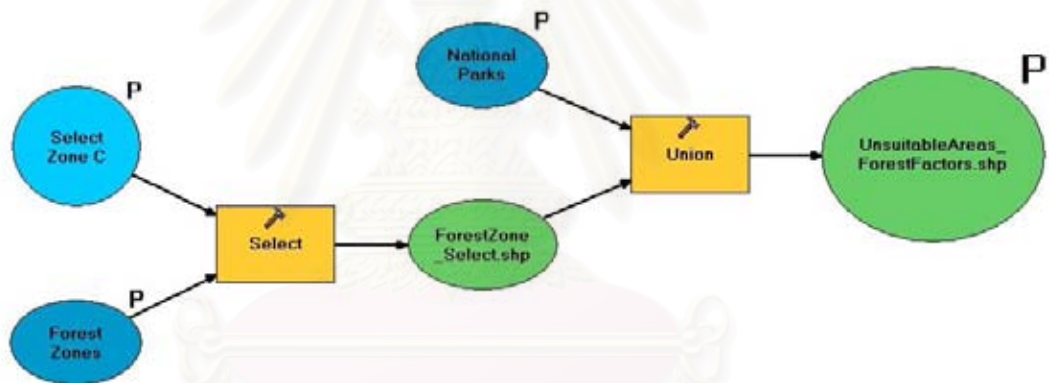 P
National
Parks
P
P
Select
Zone C
Union
UnsuitableAreas_
ForestFactors.shp
Select
ForestZone
_Select.shp
P
Forest
Zones